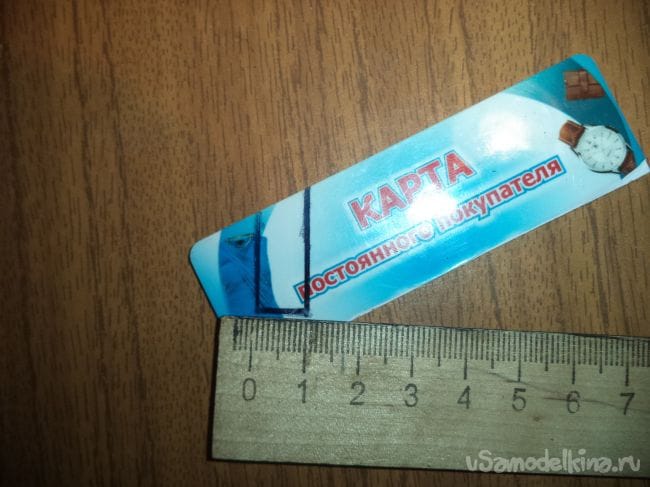 КАРТА
постоянного покупателя
0 1 2 3 4 5 6 7
vSamodelkina.ru